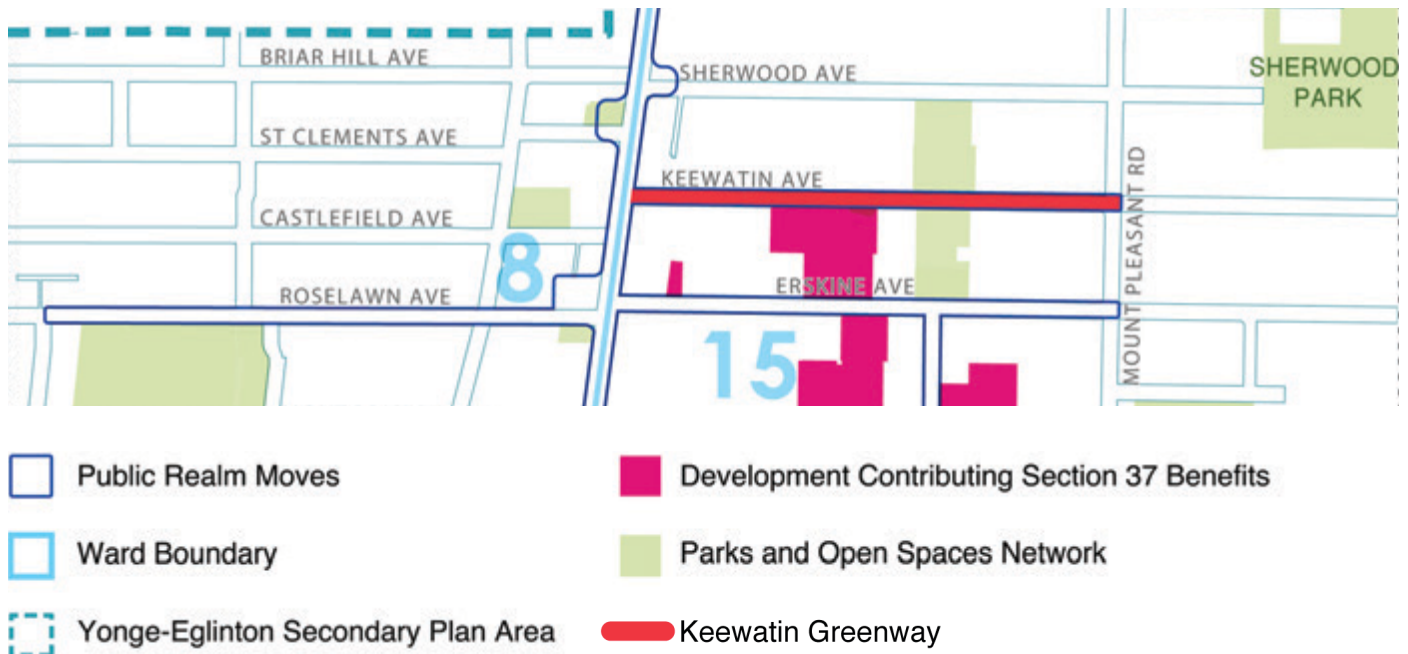 BRIAR HILL AVE
SHERWOOD AVE
SHERWOOD
PARK
ST CLEMENTS AVE
KEEWATIN AVE
MOUNT PLEASANT RD
CASTLEFIELD AVE
8
ERSKINE AVE
ROSELAWN AVE
15
Public Realm Moves
Development Contributing Section 37 Benefits
Ward Boundary
Parks and Open Spaces Network
Yonge-Eglinton Secondary Plan Area
Keewatin Greenway